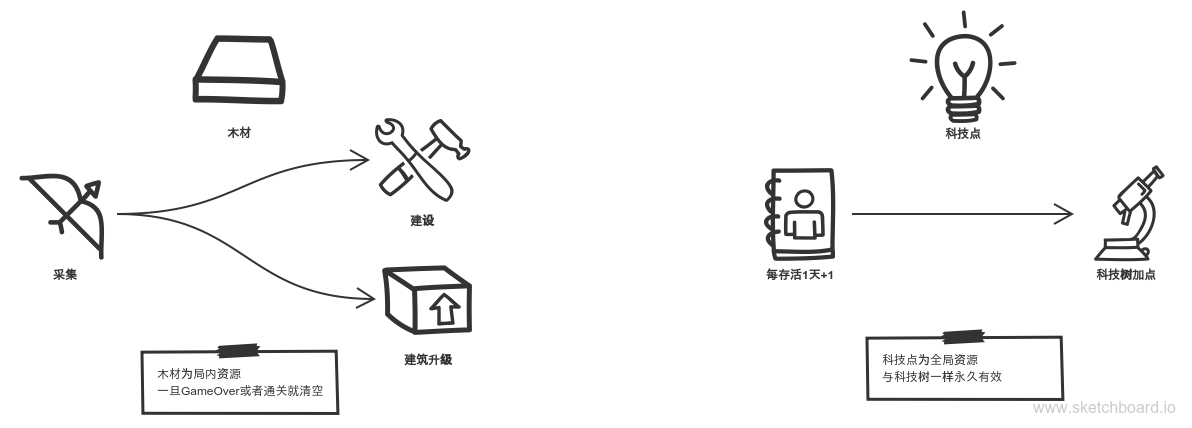 木材
建设
采集
建筑升级
木材为局内资源
一旦GameOver或者通关就清空
科技点
每存活1天+1
科技树加点
科技点为全局资源
与科技树一样永久有效
www.sketchboard.io